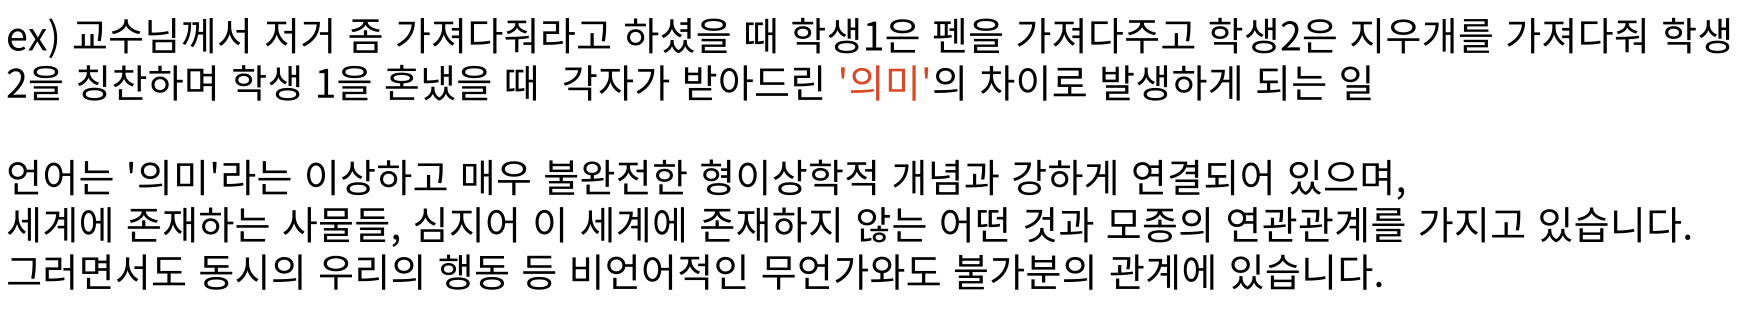 ex) 교수님께서 저거 좀 가져다줘라고 하셨을 때 학생1은 펜을 가져다주고 학생2은 지우개를 가져다줘 학생
2을 칭찬하며 학생 1을 혼냈을 때  각자가 받아드린 '의미'의 차이로 발생하게 되는 일
언어는 '의미'라는 이상하고 매우 불완전한 형이상학적 개념과 강하게 연결되어 있으며,
세계에 존재하는 사물들, 심지어 이 세계에 존재하지 않는 어떤 것과 모종의 연관관계를 가지고 있습니다.
그러면서도 동시의 우리의 행동 등 비언어적인 무언가와도 불가분의 관계에 있습니다.